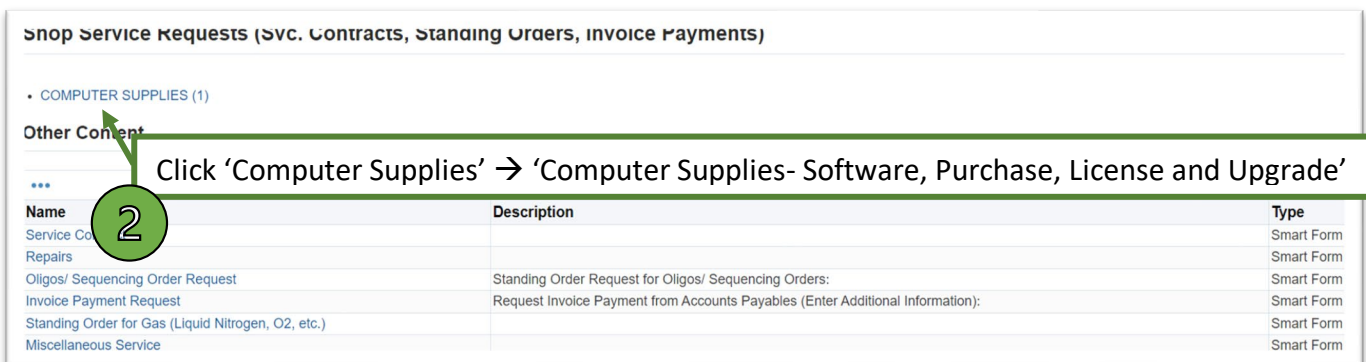 Shop Service Requests (Svc. Contracts, Standing Orders, Invoice Payments)
• COMPUTER SUPPLIES (1)
Other Content
Click ‘Computer Supplies’ → ‘Computer Supplies- Software, Purchase, License and Upgrade’
•••
2
Name Description Type
Service Smart Form
Repairs Smart Form
Oligos/ Sequencing Order Request Standing Order Request for Oligos/ Sequencing Orders: Smart Form
Invoice Payment Request Request Invoice Payment from Accounts Payables (Enter Additional Information): Smart Form
Standing Order for Gas (Liquid Nitrogen, O2, etc.) Smart Form
Miscellaneous Service Smart Form